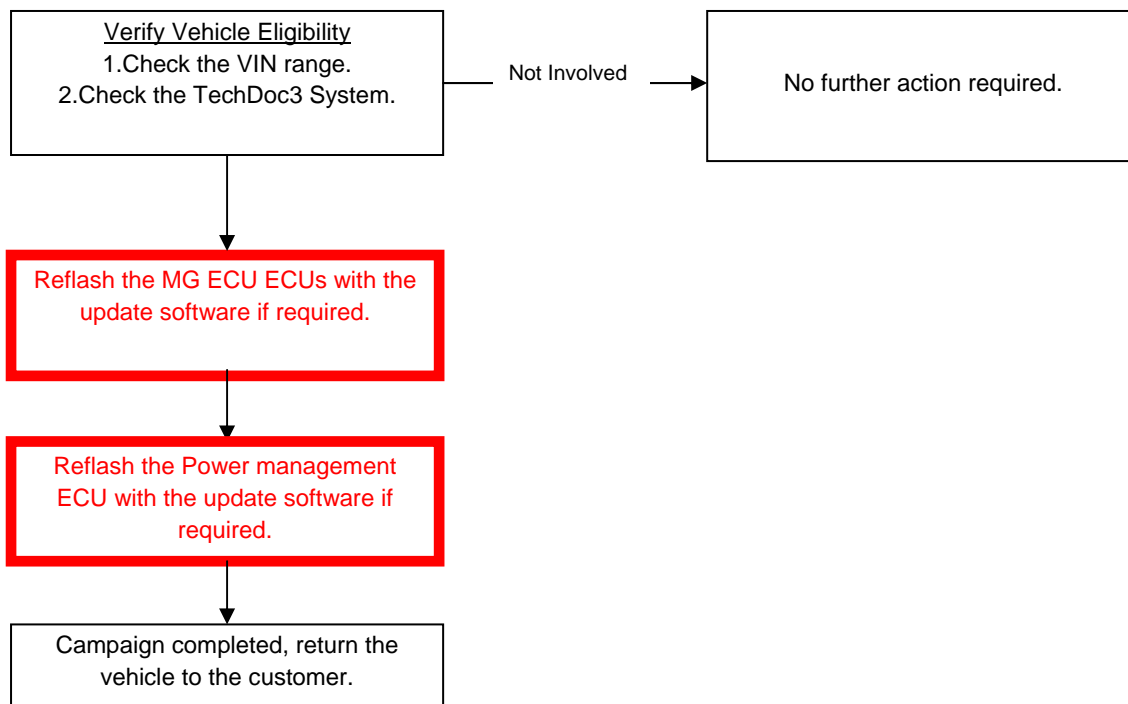 Verify Vehicle Eligibility
1.Check the VIN range.
2.Check the TechDoc3 System.
Not Involved
No further action required.
Reflash the MG ECU ECUs with the
update software if required.
Reflash the Power management
ECU with the update software if
required.
Campaign completed, return the
vehicle to the customer.